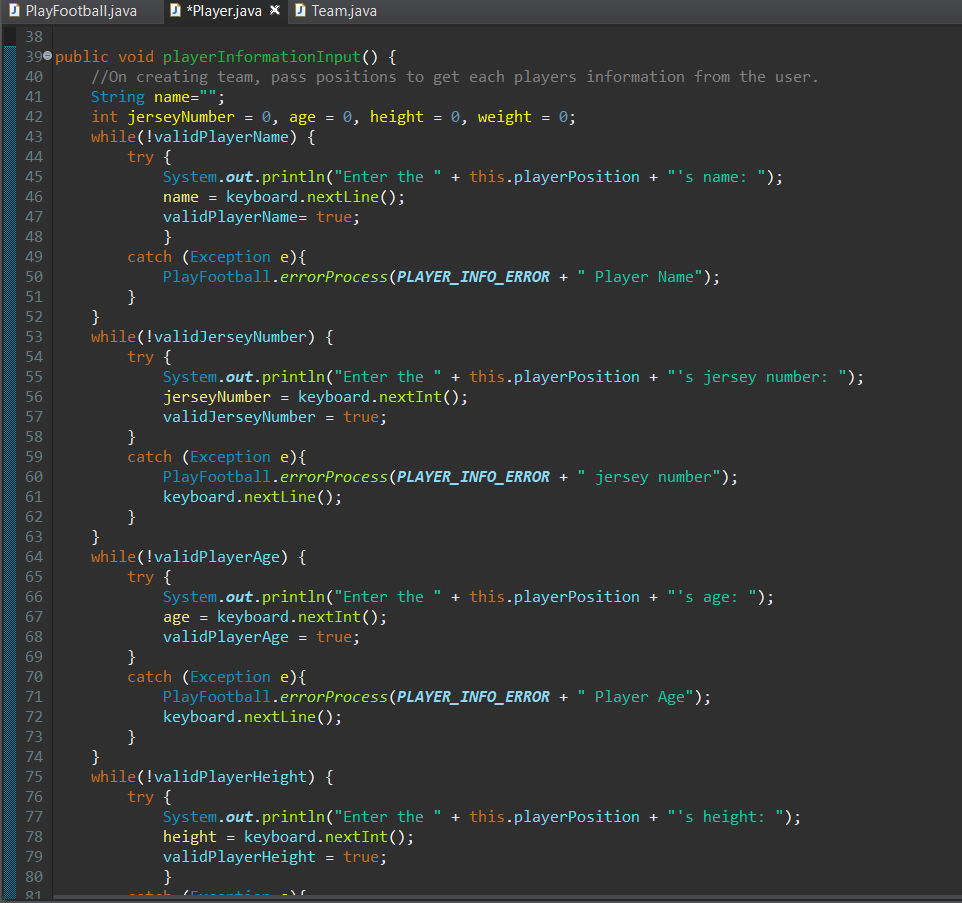 PlayFootball.java *Player.java Team.java
38
39 public void playerInformationInput() {
40 //On creating team, pass positions to get each players information from the user.
41 String name="";
42 int jerseyNumber = 0, age = 0, height = 0, weight = 0;
43 while(!validPlayerName) {
44 try {
45 System.out.println("Enter the " + this.playerPosition + "'s name: ");
46 name = keyboard.nextLine();
47 validPlayerName= true;
48 }
49 catch (Exception e){
50 PlayFootball.errorProcess(PLAYER_INFO_ERROR + " Player Name");
51 }
52 }
53 while(!validJerseyNumber) {
54 try {
55 System.out.println("Enter the " + this.playerPosition + "'s jersey number: ");
56 jerseyNumber = keyboard.nextInt();
57 validJerseyNumber = true;
58 }
59 catch (Exception e){
60 PlayFootball.errorProcess(PLAYER_INFO_ERROR + " jersey number");
61 keyboard.nextLine();
62 }
63 }
64 while(!validPlayerAge) {
65 try {
66 System.out.println("Enter the " + this.playerPosition + "'s age: ");
67 age = keyboard.nextInt();
68 validPlayerAge = true;
69 }
70 catch (Exception e){
71 PlayFootball.errorProcess(PLAYER_INFO_ERROR + " Player Age");
72 keyboard.nextLine();
73 }
74 }
75 while(!validPlayerHeight) {
76 try {
77 System.out.println("Enter the " + this.playerPosition + "'s height: ");
78 height = keyboard.nextInt();
79 validPlayerHeight = true;
80 }
81 catch (Exception e){